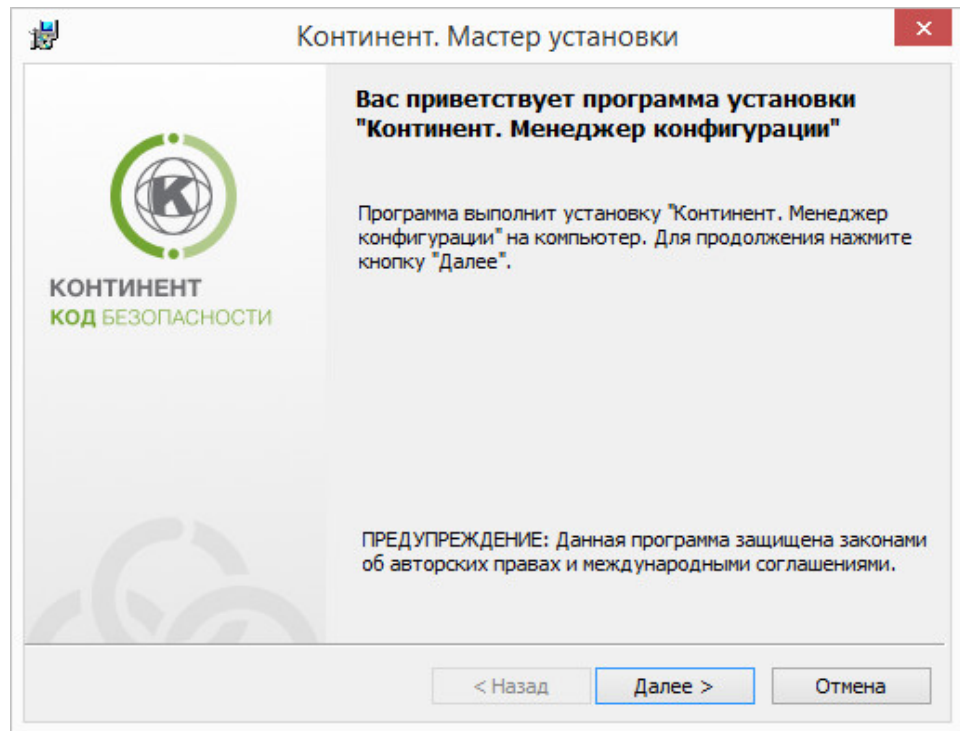 Континент. Мастер установки
Вас приветствует программа установки
"Континент. Менеджер конфигурации"
K
КОНТИНЕНТ
КОД БЕЗОПАСНОСТИ
Программа выполнит установку "Континент. Менеджер
конфигурации" на компьютер. Для продолжения нажмите
кнопку "Далее".
ПРЕДУПРЕЖДЕНИЕ: Данная программа защищена законами
об авторских правах и международными соглашениями.
< Назад
Далее >
Отмена